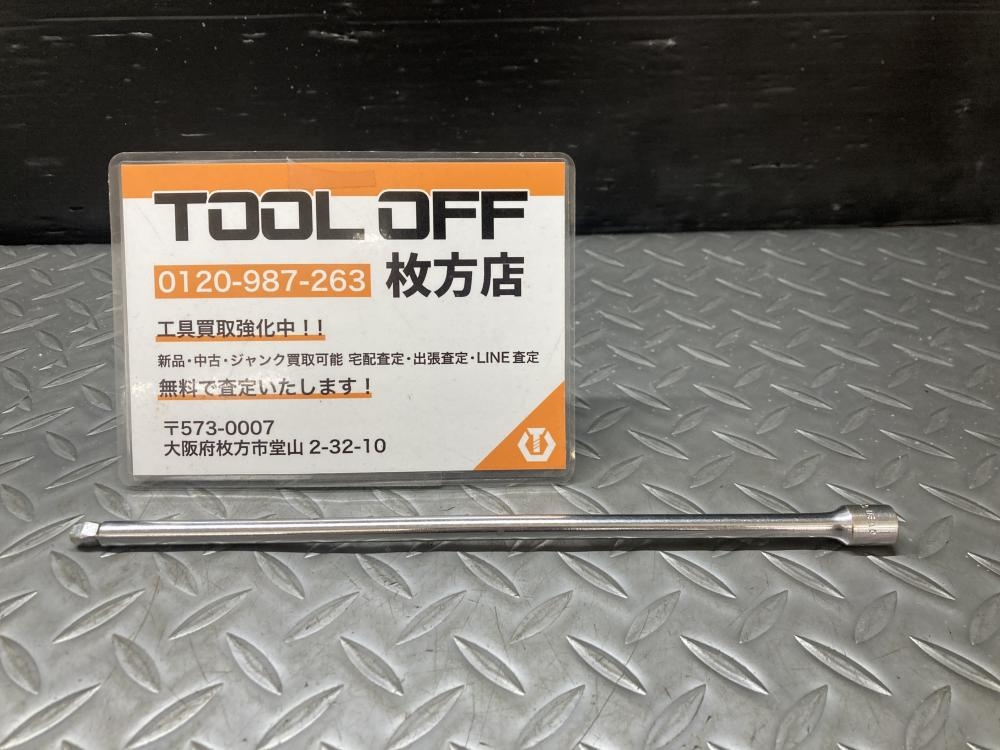 TOOL OFF
0120-987-263 枚方店
工具買取強化中!!
新品・中古・ジャンク買取可能 宅配査定・出張査定・LINE査定
無料で査定いたします!
〒573-0007
大阪府枚方市堂山 2-32-10